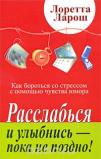 Лоретта
Ларош
Как бороться со стрессом
с помощью чувства юмора
Расслабься
и улыбнись —
пока не поздно!